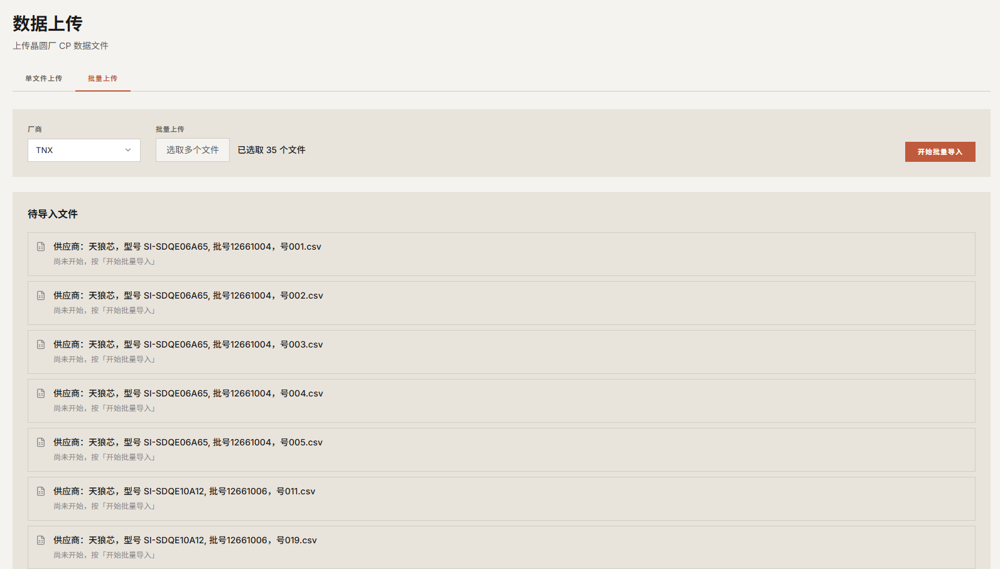 数据上传
上传晶圆厂 CP 数据文件
单文件上传
批量上传
厂商
批量上传
TNX
选取多个文件
已选取 35 个文件
开始批量导入
待导入文件
供应商：天狼芯，型号 SI-SDQE06A65, 批号12661004，号001.csv
尚未开始，按「开始批量导入」
供应商：天狼芯，型号 SI-SDQE06A65, 批号12661004，号002.csv
尚未开始，按「开始批量导入」
供应商：天狼芯，型号 SI-SDQE06A65, 批号12661004，号003.csv
尚未开始，按「开始批量导入」
供应商：天狼芯，型号 SI-SDQE06A65, 批号12661004，号004.csv
尚未开始，按「开始批量导入」
供应商：天狼芯，型号 SI-SDQE06A65, 批号12661004，号005.csv
尚未开始，按「开始批量导入」
供应商：天狼芯，型号 SI-SDQE10A12, 批号12661006，号011.csv
尚未开始，按「开始批量导入」
供应商：天狼芯，型号 SI-SDQE10A12, 批号12661006，号019.csv
尚未开始，按「开始批量导入」